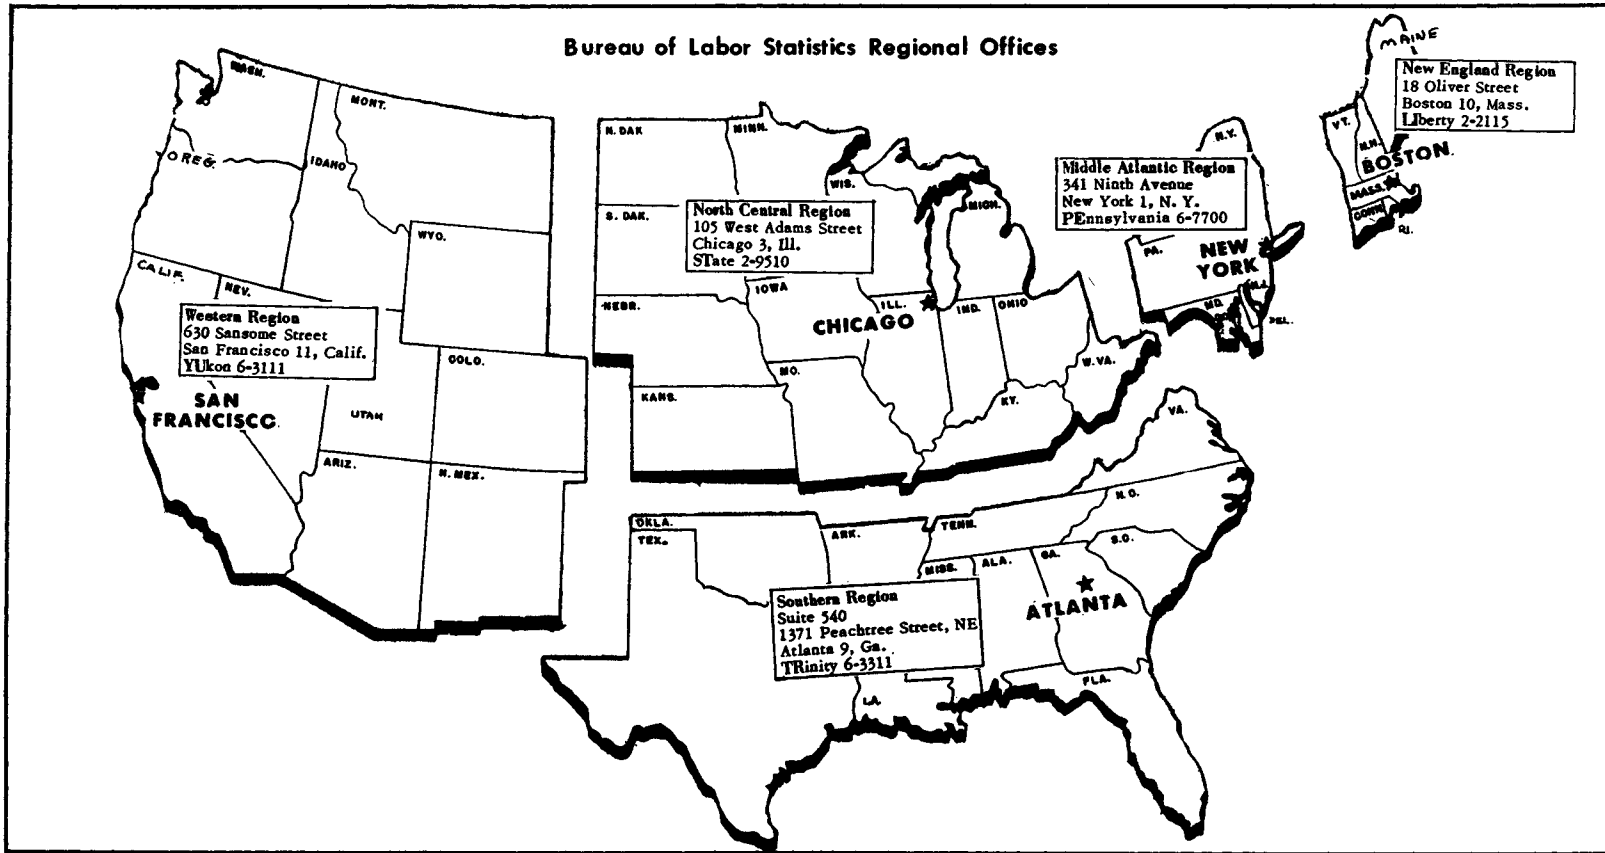 Bureau of Labor Statistics Regional Offices
WASH.
MONT.
OREG.
IDAHO
WYO.
CALIF.
NEV.
Western Region
630 Sansome Street
San Francisco 11, Calif.
YUkon 6-3111
SAN
FRANCISCO
UTAH
COLO.
ARIZ.
N. MEX.
N. DAK
MINN.
WIS.
S. DAK.
MICH.
North Central Region
105 West Adams Street
Chicago 3, Ill.
STate 2-9510
IOWA
NEBR.
ILL.
IND.
OHIO
CHICAGO
MO.
W. VA.
KANS.
KY.
N.Y.
Middle Atlantic Region
341 Ninth Avenue
New York 1, N. Y.
PEnnsylvania 6-7700
PA.
NEW
YORK
N.J.
MD.
DEL.
MAINE
New England Region
18 Oliver Street
Boston 10, Mass.
LIberty 2-2115
VT.
N.H.
BOSTON
MASS.
CONN.
R.I.
VA.
N.C.
OKLA.
TEX.
ARK.
TENN.
S.C.
MISS.
ALA.
GA.
ATLANTA
Southern Region
Suite 540
1371 Peachtree Street, NE
Atlanta 9, Ga.
TRinity 6-3311
LA.
FLA.